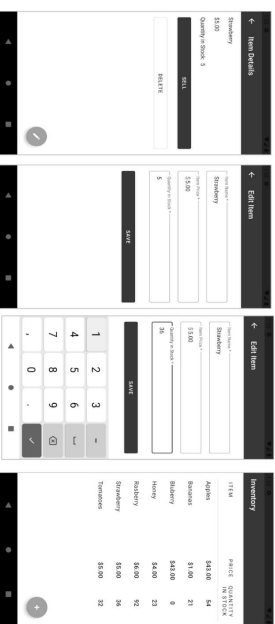 Item Details
Strawberry
$5.00
Quantity in Stock: 5
SELL
DELETE
Edit Item
Item Name*
Strawberry
Item Price*
$ 5.00
Quantity in Stock*
5
SAVE
Edit Item
Item Name*
Strawberry
Item Price*
$ 5.00
Quantity in Stock*
36
SAVE
1 2 3 -
4 5 6
7 8 9
, 0 .
Inventory
ITEM PRICE QUANTITY IN STOCK
Apples $43.00 54
Bananas $1.00 21
Bluberry $43.00 0
Honey $4.00 23
Rasberry $6.00 92
Strawberry $5.00 36
Tomatoes $5.00 32